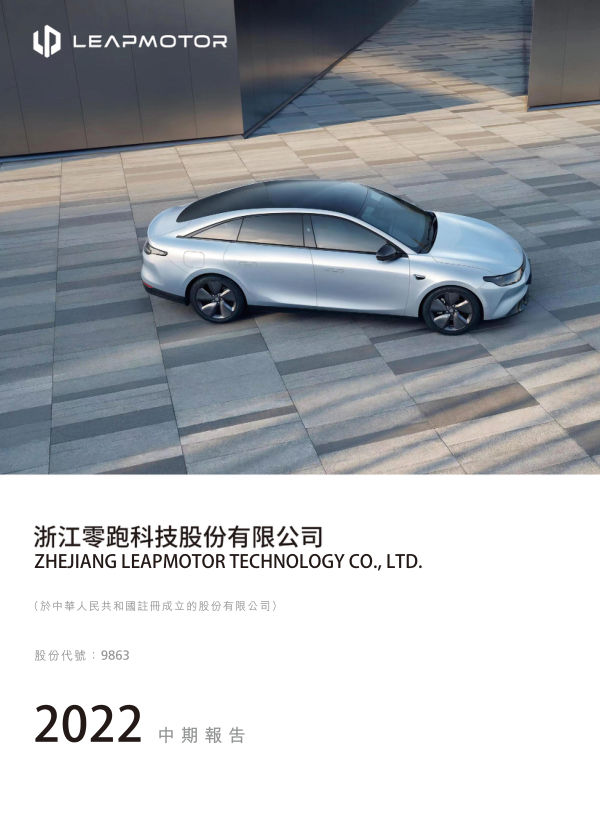 LEAPMOTOR
浙江零跑科技股份有限公司
ZHEJIANG LEAPMOTOR TECHNOLOGY CO., LTD.
(於中華人民共和國註冊成立的股份有限公司)
股份代號：9863
2022 中期報告